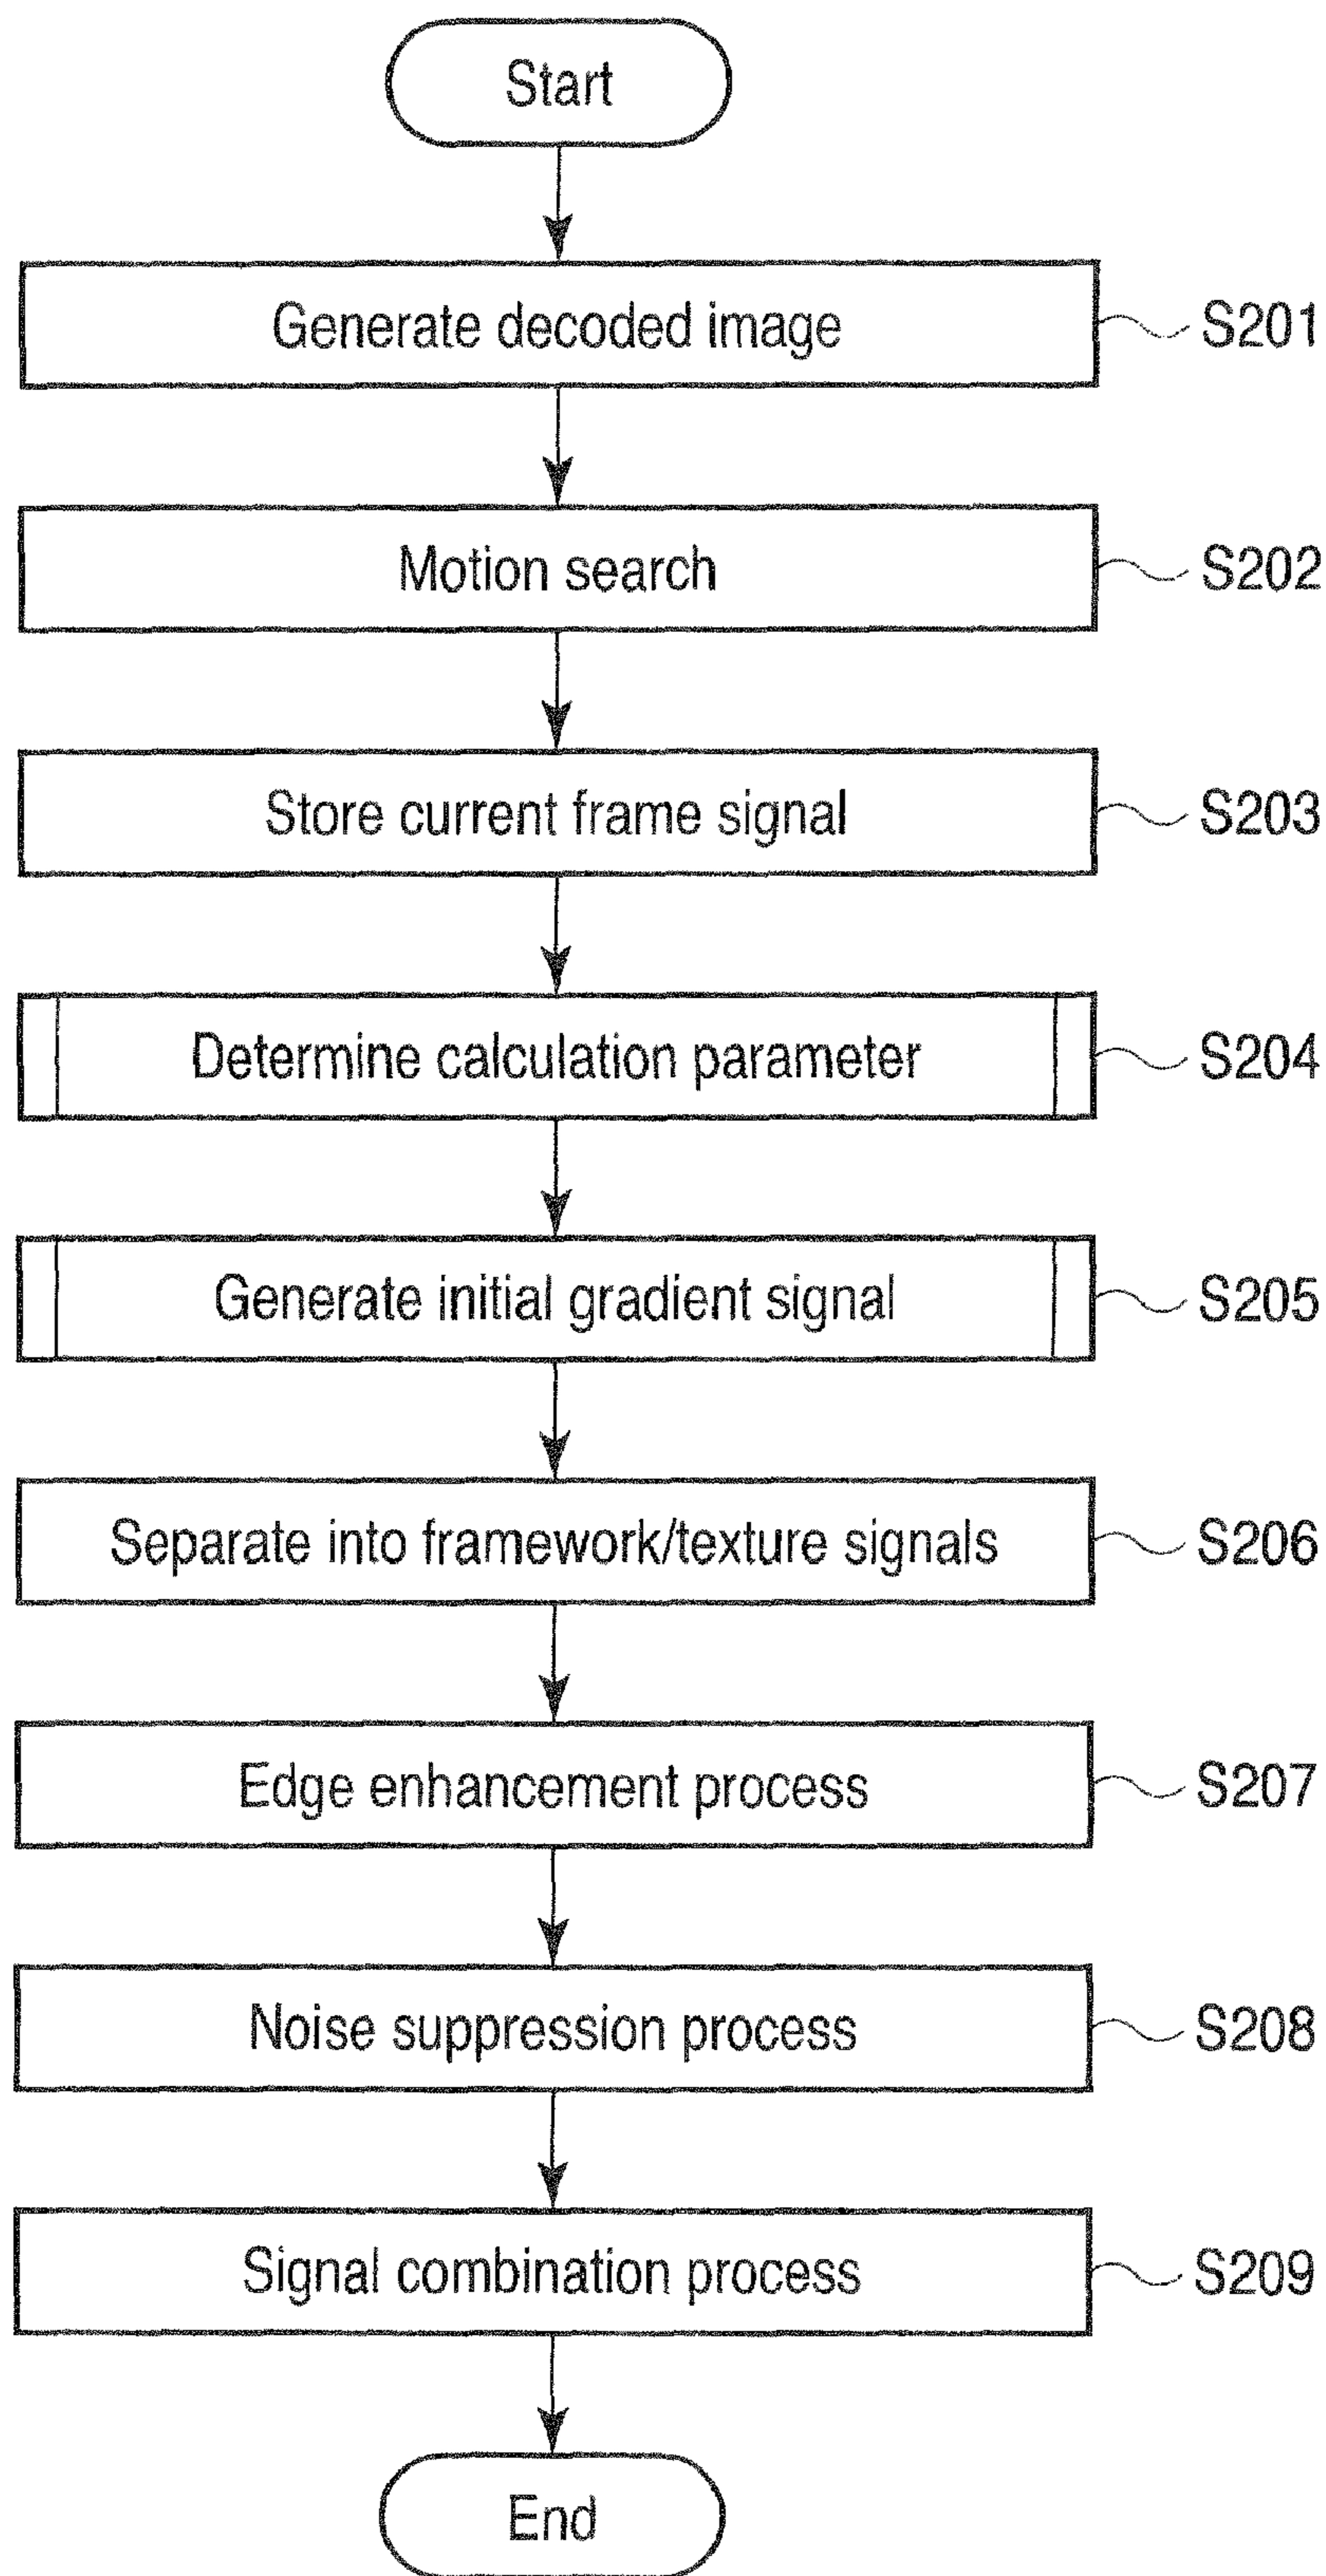 Start
Generate decoded image S201
Motion search S202
Store current frame signal S203
Determine calculation parameter S204
Generate initial gradient signal S205
Separate into framework/texture signals S206
Edge enhancement process S207
Noise suppression process S208
Signal combination process S209
End